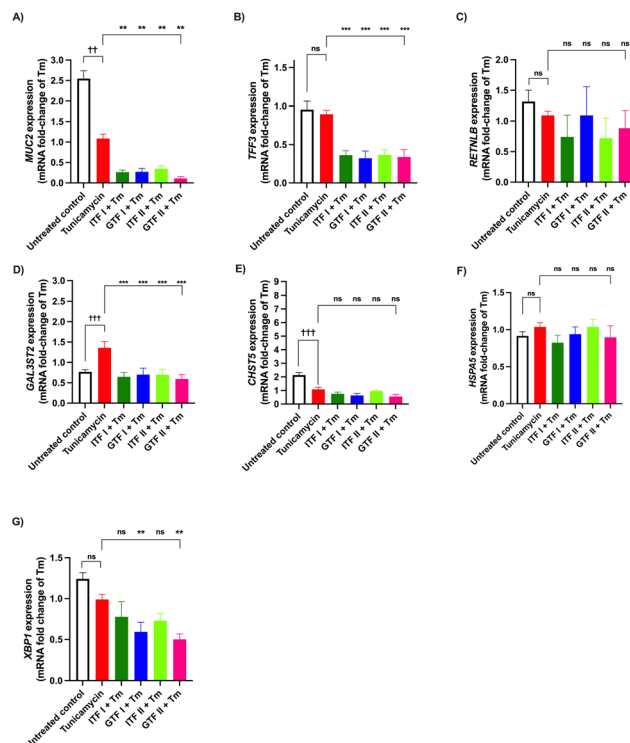 A)
** ** ** **
††
MUC2 expression
(mRNA fold-change of Tm)
3.0
2.5
2.0
1.5
1.0
0.5
0.0
Untreated control
Tunicamycin
ITF I + Tm
GTF I + Tm
ITF II + Tm
GTF II + Tm
B)
*** *** *** ***
ns
TFF3 expression
(mRNA fold-change of Tm)
1.5
1.0
0.5
0.0
Untreated control
Tunicamycin
ITF I + Tm
GTF I + Tm
ITF II + Tm
GTF II + Tm
C)
ns ns ns ns
ns
RETNLB expression
(mRNA fold-change of Tm)
2.0
1.5
1.0
0.5
0.0
Untreated control
Tunicamycin
ITF I + Tm
GTF I + Tm
ITF II + Tm
GTF II + Tm
D)
*** *** *** ***
†††
GAL3ST2 expression
(mRNA fold-change of Tm)
3.0
2.5
2.0
1.5
1.0
0.5
0.0
Untreated control
Tunicamycin
ITF I + Tm
GTF I + Tm
ITF II + Tm
GTF II + Tm
E)
ns ns ns ns
†††
CHST5 expression
(mRNA fold-chnage of Tm)
9
8
7
6
5
4
3
2
1
0
Untreated control
Tunicamycin
ITF I + Tm
GTF I + Tm
ITF II + Tm
GTF II + Tm
F)
ns ns ns ns
ns
HSPA5 expression
(mRNA fold-change of Tm)
1.5
1.0
0.5
0.0
Untreated control
Tunicamycin
ITF I + Tm
GTF I + Tm
ITF II + Tm
GTF II + Tm
G)
ns ** ns **
ns
XBP1 expression
(mRNA fold change of Tm)
1.5
1.0
0.5
0.0
Untreated control
Tunicamycin
ITF I + Tm
GTF I + Tm
ITF II + Tm
GTF II + Tm